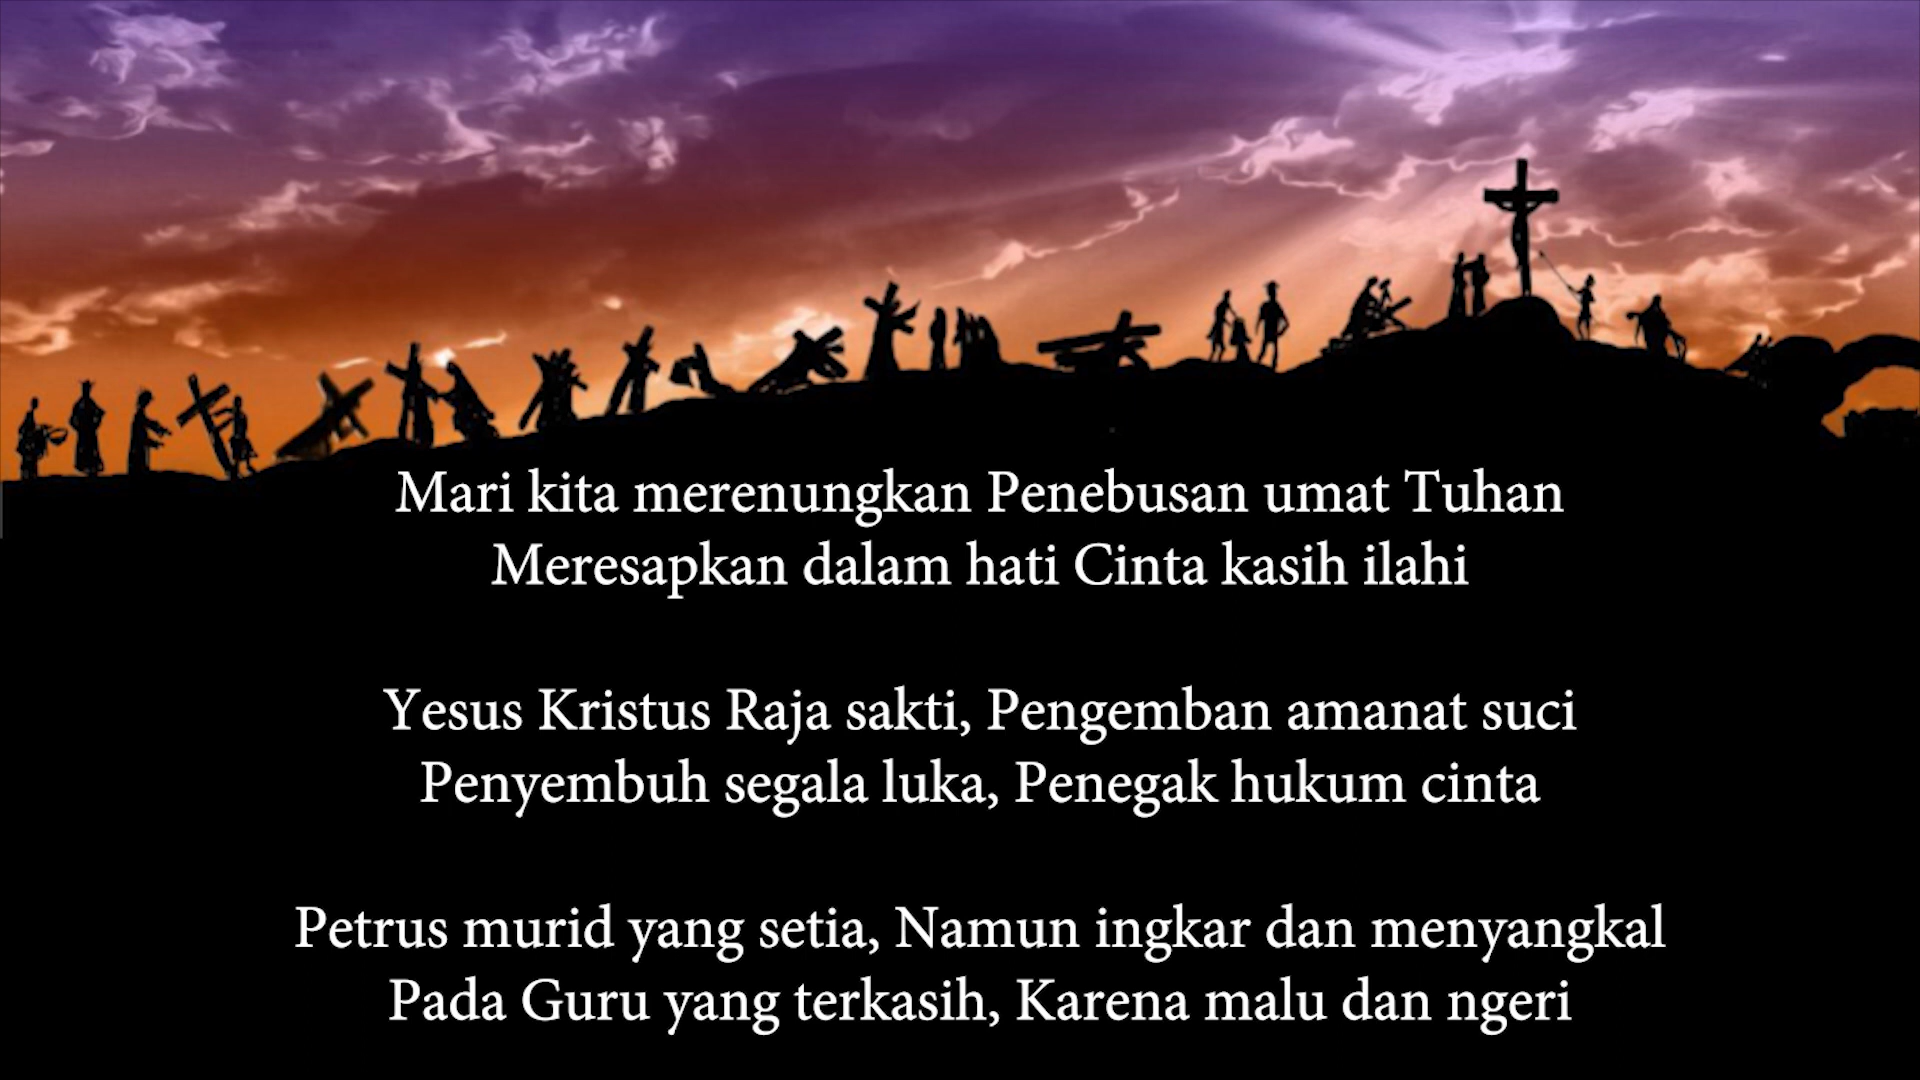 Mari kita merenungkan Penebusan umat Tuhan
Meresapkan dalam hati Cinta kasih ilahi
Yesus Kristus Raja sakti, Pengemban amanat suci
Penyembuh segala luka, Penegak hukum cinta
Petrus murid yang setia, Namun ingkar dan menyangkal
Pada Guru yang terkasih, Karena malu dan ngeri